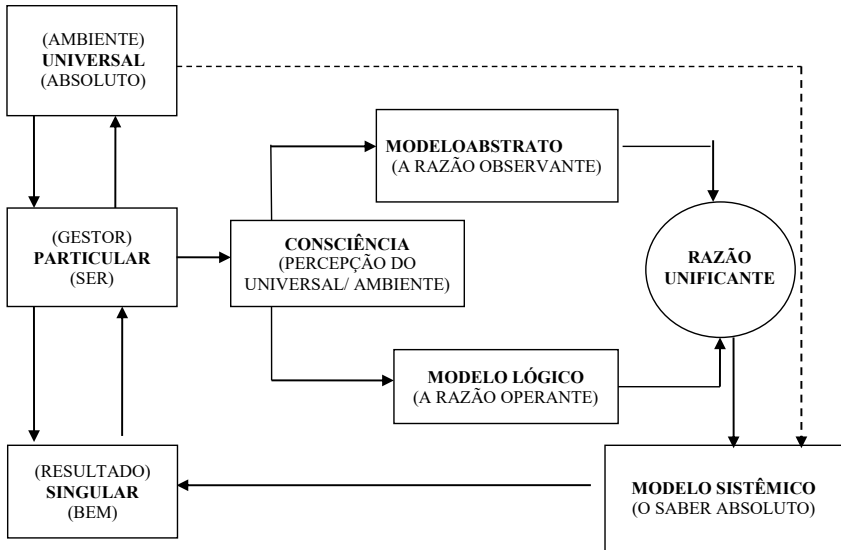 (AMBIENTE)
UNIVERSAL
(ABSOLUTO)
MODELOABSTRATO
(A RAZÃO OBSERVANTE)
(GESTOR)
PARTICULAR
(SER)
CONSCIÊNCIA
(PERCEPÇÃO DO
UNIVERSAL/ AMBIENTE)
RAZÃO
UNIFICANTE
MODELO LÓGICO
(A RAZÃO OPERANTE)
(RESULTADO)
SINGULAR
(BEM)
MODELO SISTÊMICO
(O SABER ABSOLUTO)